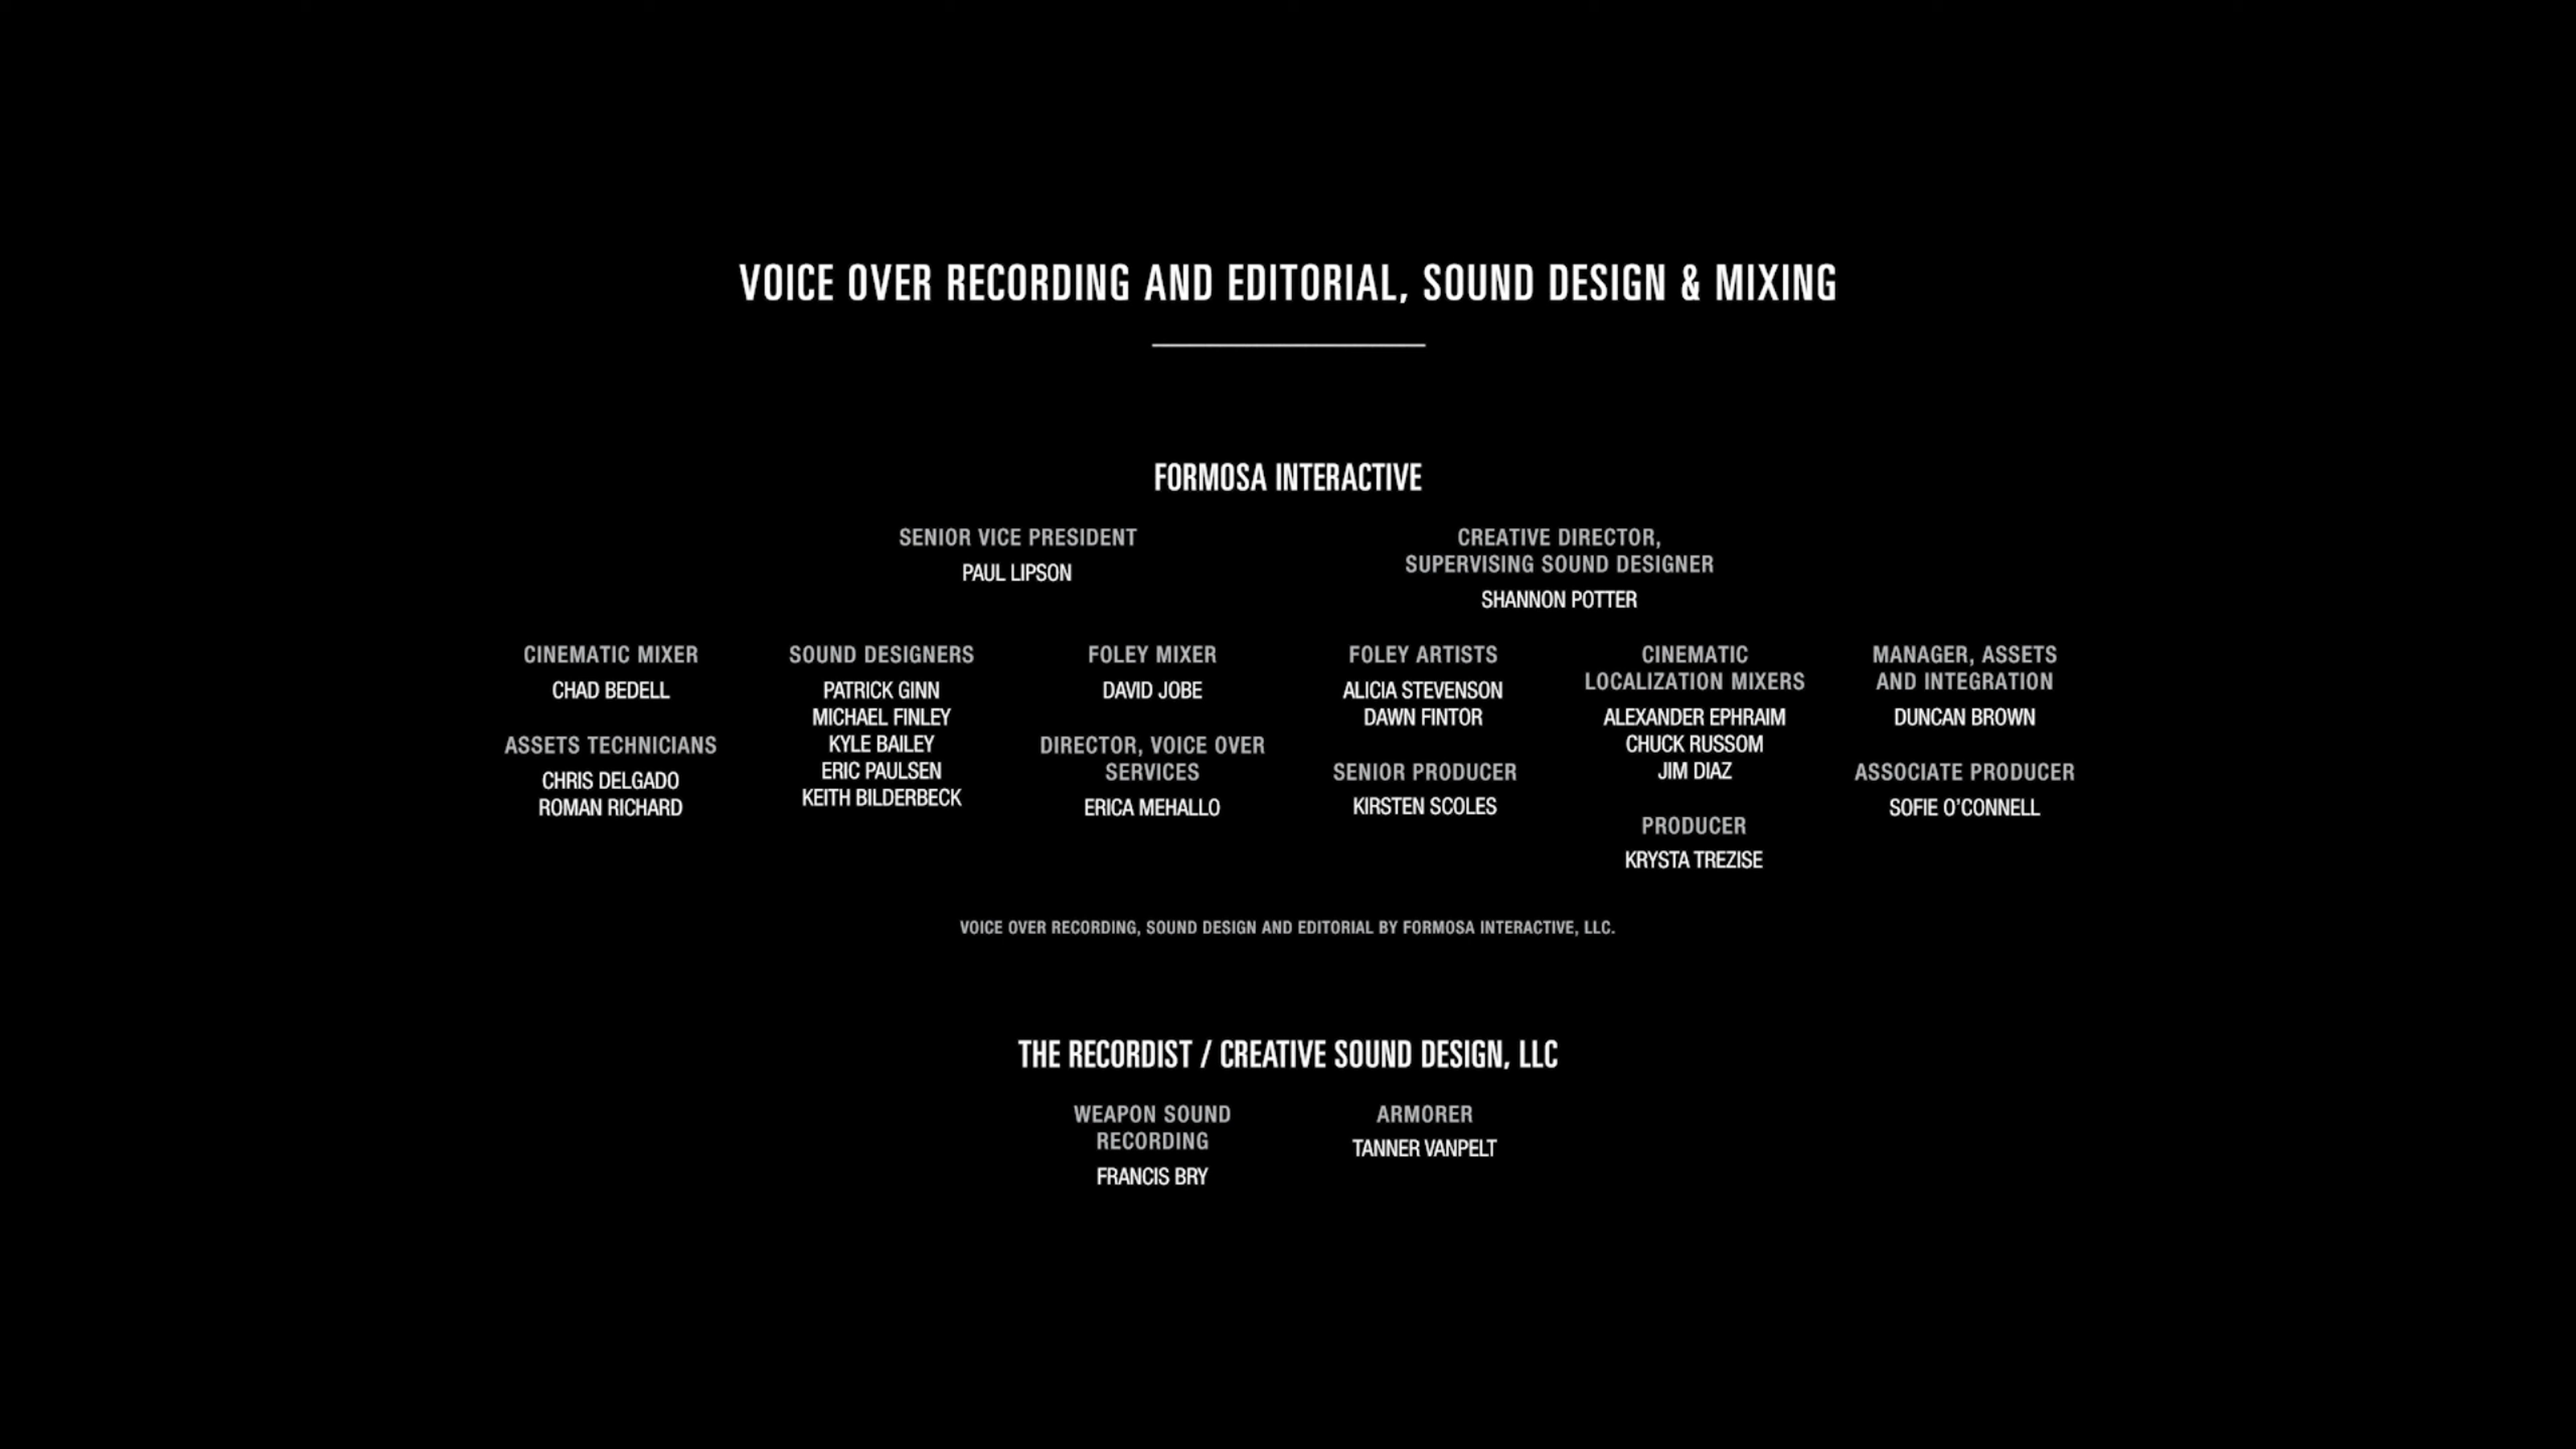 VOICE OVER RECORDING AND EDITORIAL, SOUND DESIGN & MIXING
FORMOSA INTERACTIVE
SENIOR VICE PRESIDENT
PAUL LIPSON
CREATIVE DIRECTOR,
SUPERVISING SOUND DESIGNER
SHANNON POTTER
CINEMATIC MIXER
CHAD BEDELL
ASSETS TECHNICIANS
CHRIS DELGADO
ROMAN RICHARD
SOUND DESIGNERS
PATRICK GINN
MICHAEL FINLEY
KYLE BAILEY
ERIC PAULSEN
KEITH BILDERBECK
FOLEY MIXER
DAVID JOBE
DIRECTOR, VOICE OVER
SERVICES
ERICA MEHALLO
FOLEY ARTISTS
ALICIA STEVENSON
DAWN FINTOR
SENIOR PRODUCER
KIRSTEN SCOLES
CINEMATIC
LOCALIZATION MIXERS
ALEXANDER EPHRAIM
CHUCK RUSSOM
JIM DIAZ
PRODUCER
KRYSTA TREZISE
MANAGER, ASSETS
AND INTEGRATION
DUNCAN BROWN
ASSOCIATE PRODUCER
SOFIE O'CONNELL
VOICE OVER RECORDING, SOUND DESIGN AND EDITORIAL BY FORMOSA INTERACTIVE, LLC.
THE RECORDIST / CREATIVE SOUND DESIGN, LLC
WEAPON SOUND
RECORDING
FRANCIS BRY
ARMORER
TANNER VANPELT